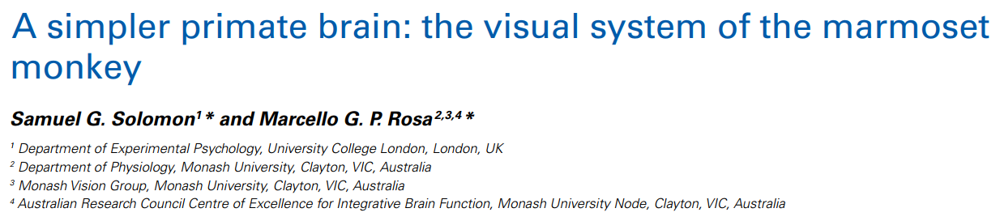 A simpler primate brain: the visual system of the marmoset
monkey
Samuel G. Solomon1* and Marcello G. P. Rosa2,3,4*
1 Department of Experimental Psychology, University College London, London, UK
2 Department of Physiology, Monash University, Clayton, VIC, Australia
3 Monash Vision Group, Monash University, Clayton, VIC, Australia
4 Australian Research Council Centre of Excellence for Integrative Brain Function, Monash University Node, Clayton, VIC, Australia